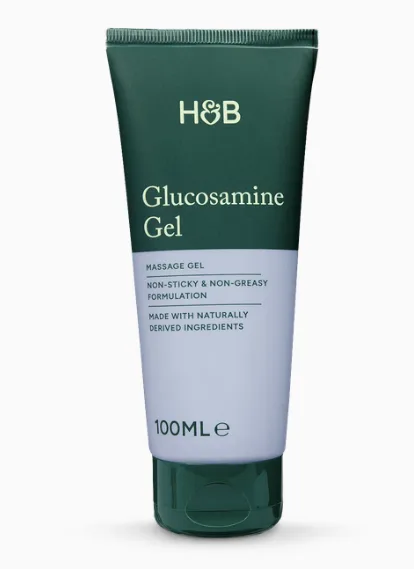 H&B
Glucosamine
Gel
MASSAGE GEL
NON-STICKY & NON-GREASY
FORMULATION
MADE WITH NATURALLY
DERIVED INGREDIENTS
100ML ℮